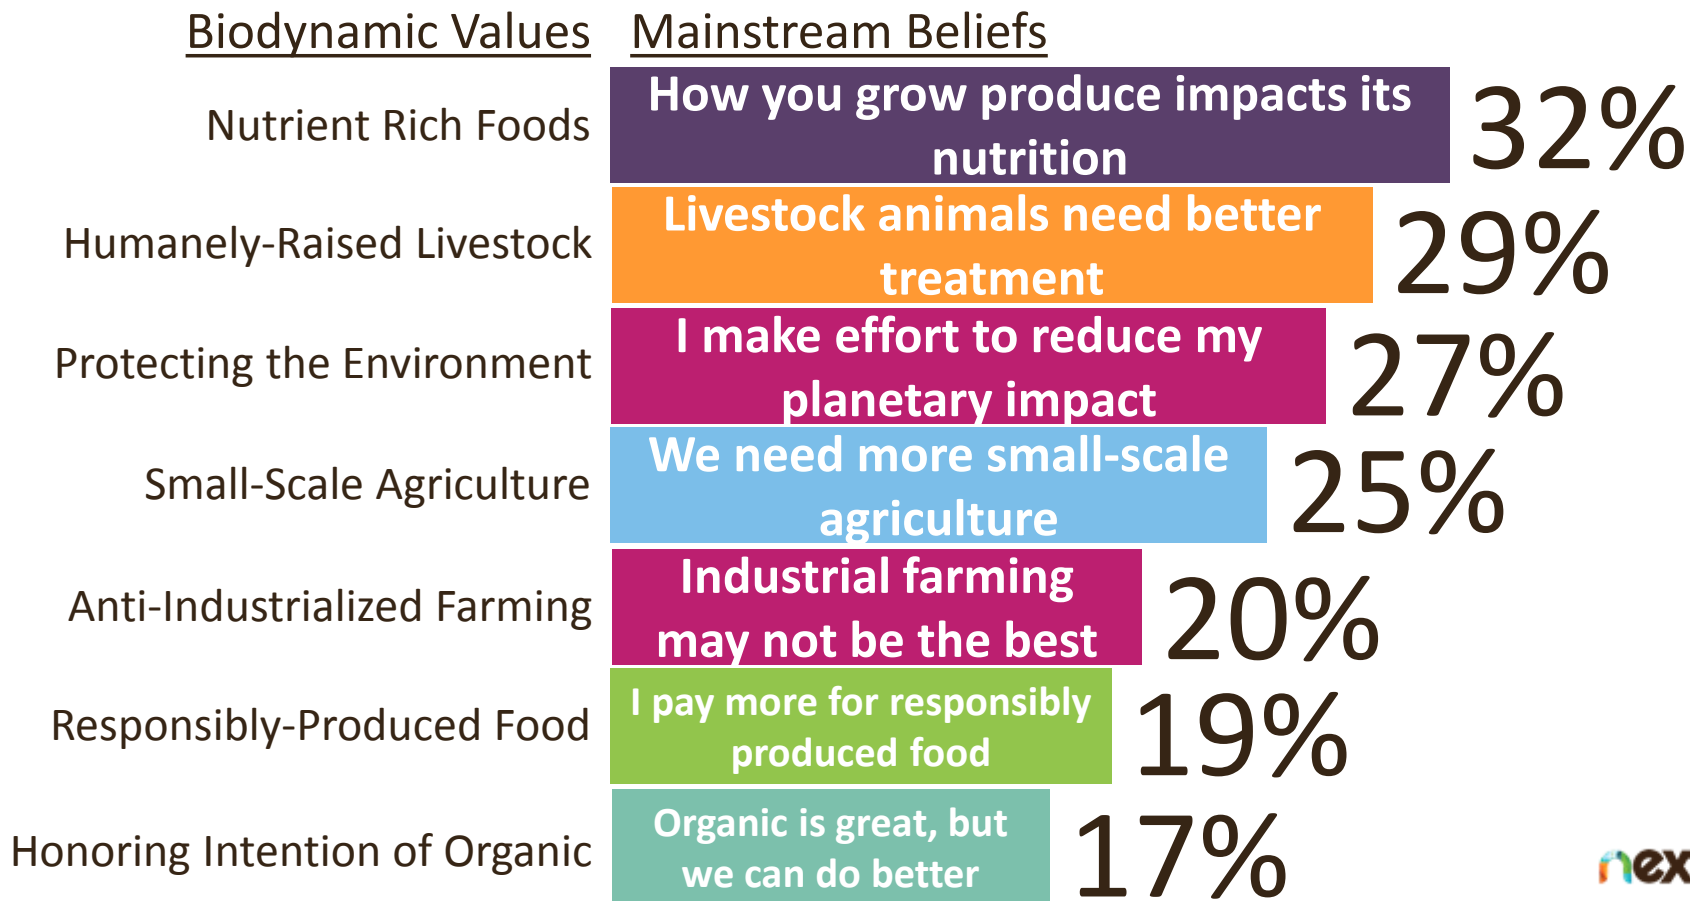 Biodynamic Values
Mainstream Beliefs
Nutrient Rich Foods
How you grow produce impacts its
nutrition
32%
Humanely-Raised Livestock
Livestock animals need better
treatment
29%
Protecting the Environment
I make effort to reduce my
planetary impact
27%
Small-Scale Agriculture
We need more small-scale
agriculture
25%
Anti-Industrialized Farming
Industrial farming
may not be the best
20%
Responsibly-Produced Food
I pay more for responsibly
produced food
19%
Honoring Intention of Organic
Organic is great, but
we can do better
17%
nex